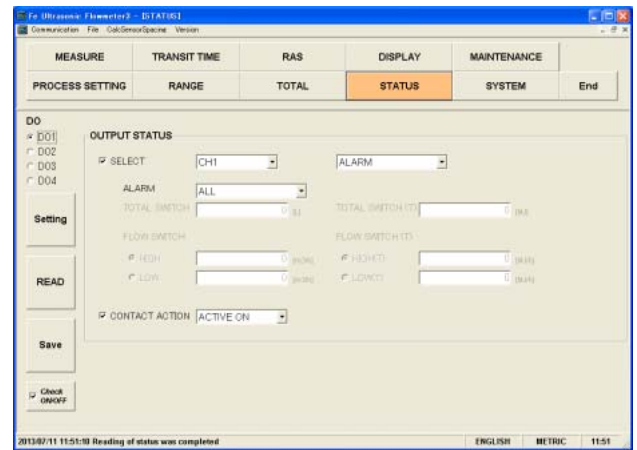 Fe Ultrasonic Flowmeter3 - [STATUS]
Communication File CalcSensorSpacing Version
MEASURE TRANSIT TIME RAS DISPLAY MAINTENANCE
PROCESS SETTING RANGE TOTAL STATUS SYSTEM End
DO
DO1
DO2
DO3
DO4
OUTPUT STATUS
SELECT CH1 ALARM
ALARM ALL
TOTAL SWITCH 0 TOTAL SWITCH(T) 0
FLOW SWITCH FLOW SWITCH(T)
HIGH 0 HIGH(T) 0
LOW 0 LOW(T) 0
CONTACT ACTION ACTIVE ON
Setting
READ
Save
Check ON/OFF
2013/07/11 11:51:10 Reading of status was completed ENGLISH METRIC 11:51